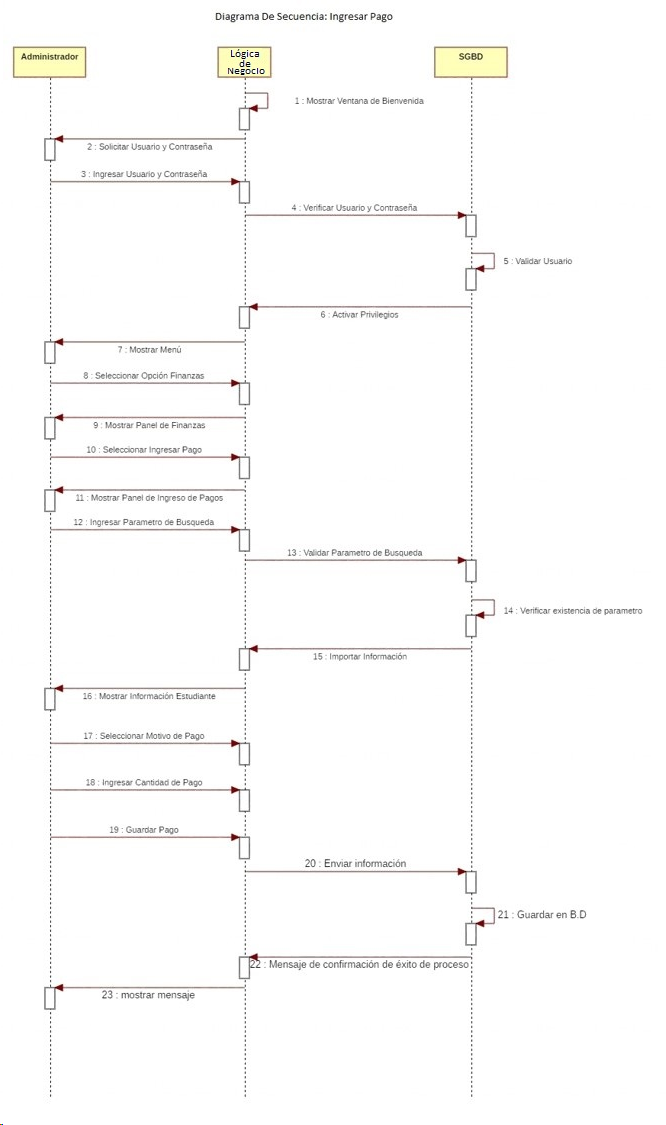 Diagrama De Secuencia: Ingresar Pago
Administrador
Lógica
de
Negocio
SGBD
1 : Mostrar Ventana de Bienvenida
2 : Solicitar Usuario y Contraseña
3 : Ingresar Usuario y Contraseña
4 : Verificar Usuario y Contraseña
5 : Validar Usuario
6 : Activar Privilegios
7 : Mostrar Menú
8 : Seleccionar Opción Finanzas
9 : Mostrar Panel de Finanzas
10 : Seleccionar Ingresar Pago
11 : Mostrar Panel de Ingreso de Pagos
12 : Ingresar Parametro de Busqueda
13 : Validar Parametro de Busqueda
14 : Verificar existencia de parametro
15 : Importar Información
16 : Mostrar Información Estudiante
17 : Seleccionar Motivo de Pago
18 : Ingresar Cantidad de Pago
19 : Guardar Pago
20 : Enviar información
21 : Guardar en B.D
22 : Mensaje de confirmación de éxito de proceso
23 : mostrar mensaje